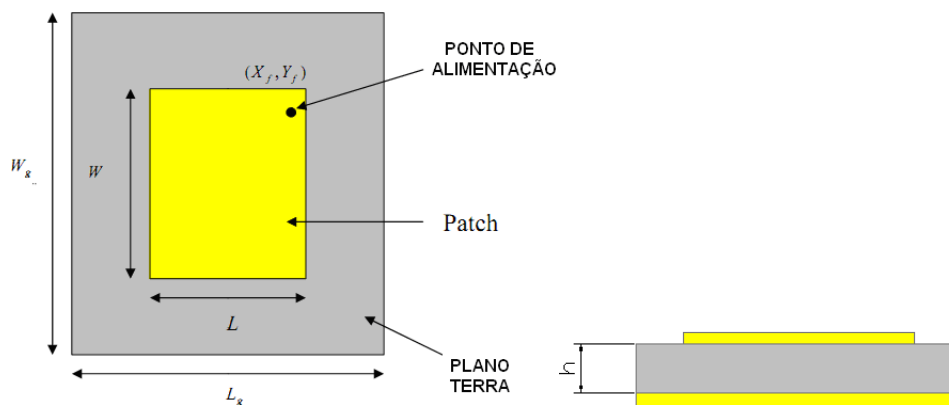 PONTO DE
ALIMENTAÇÃO
(X_f, Y_f)
W_g
W
Patch
L
h
PLANO
TERRA
L_g